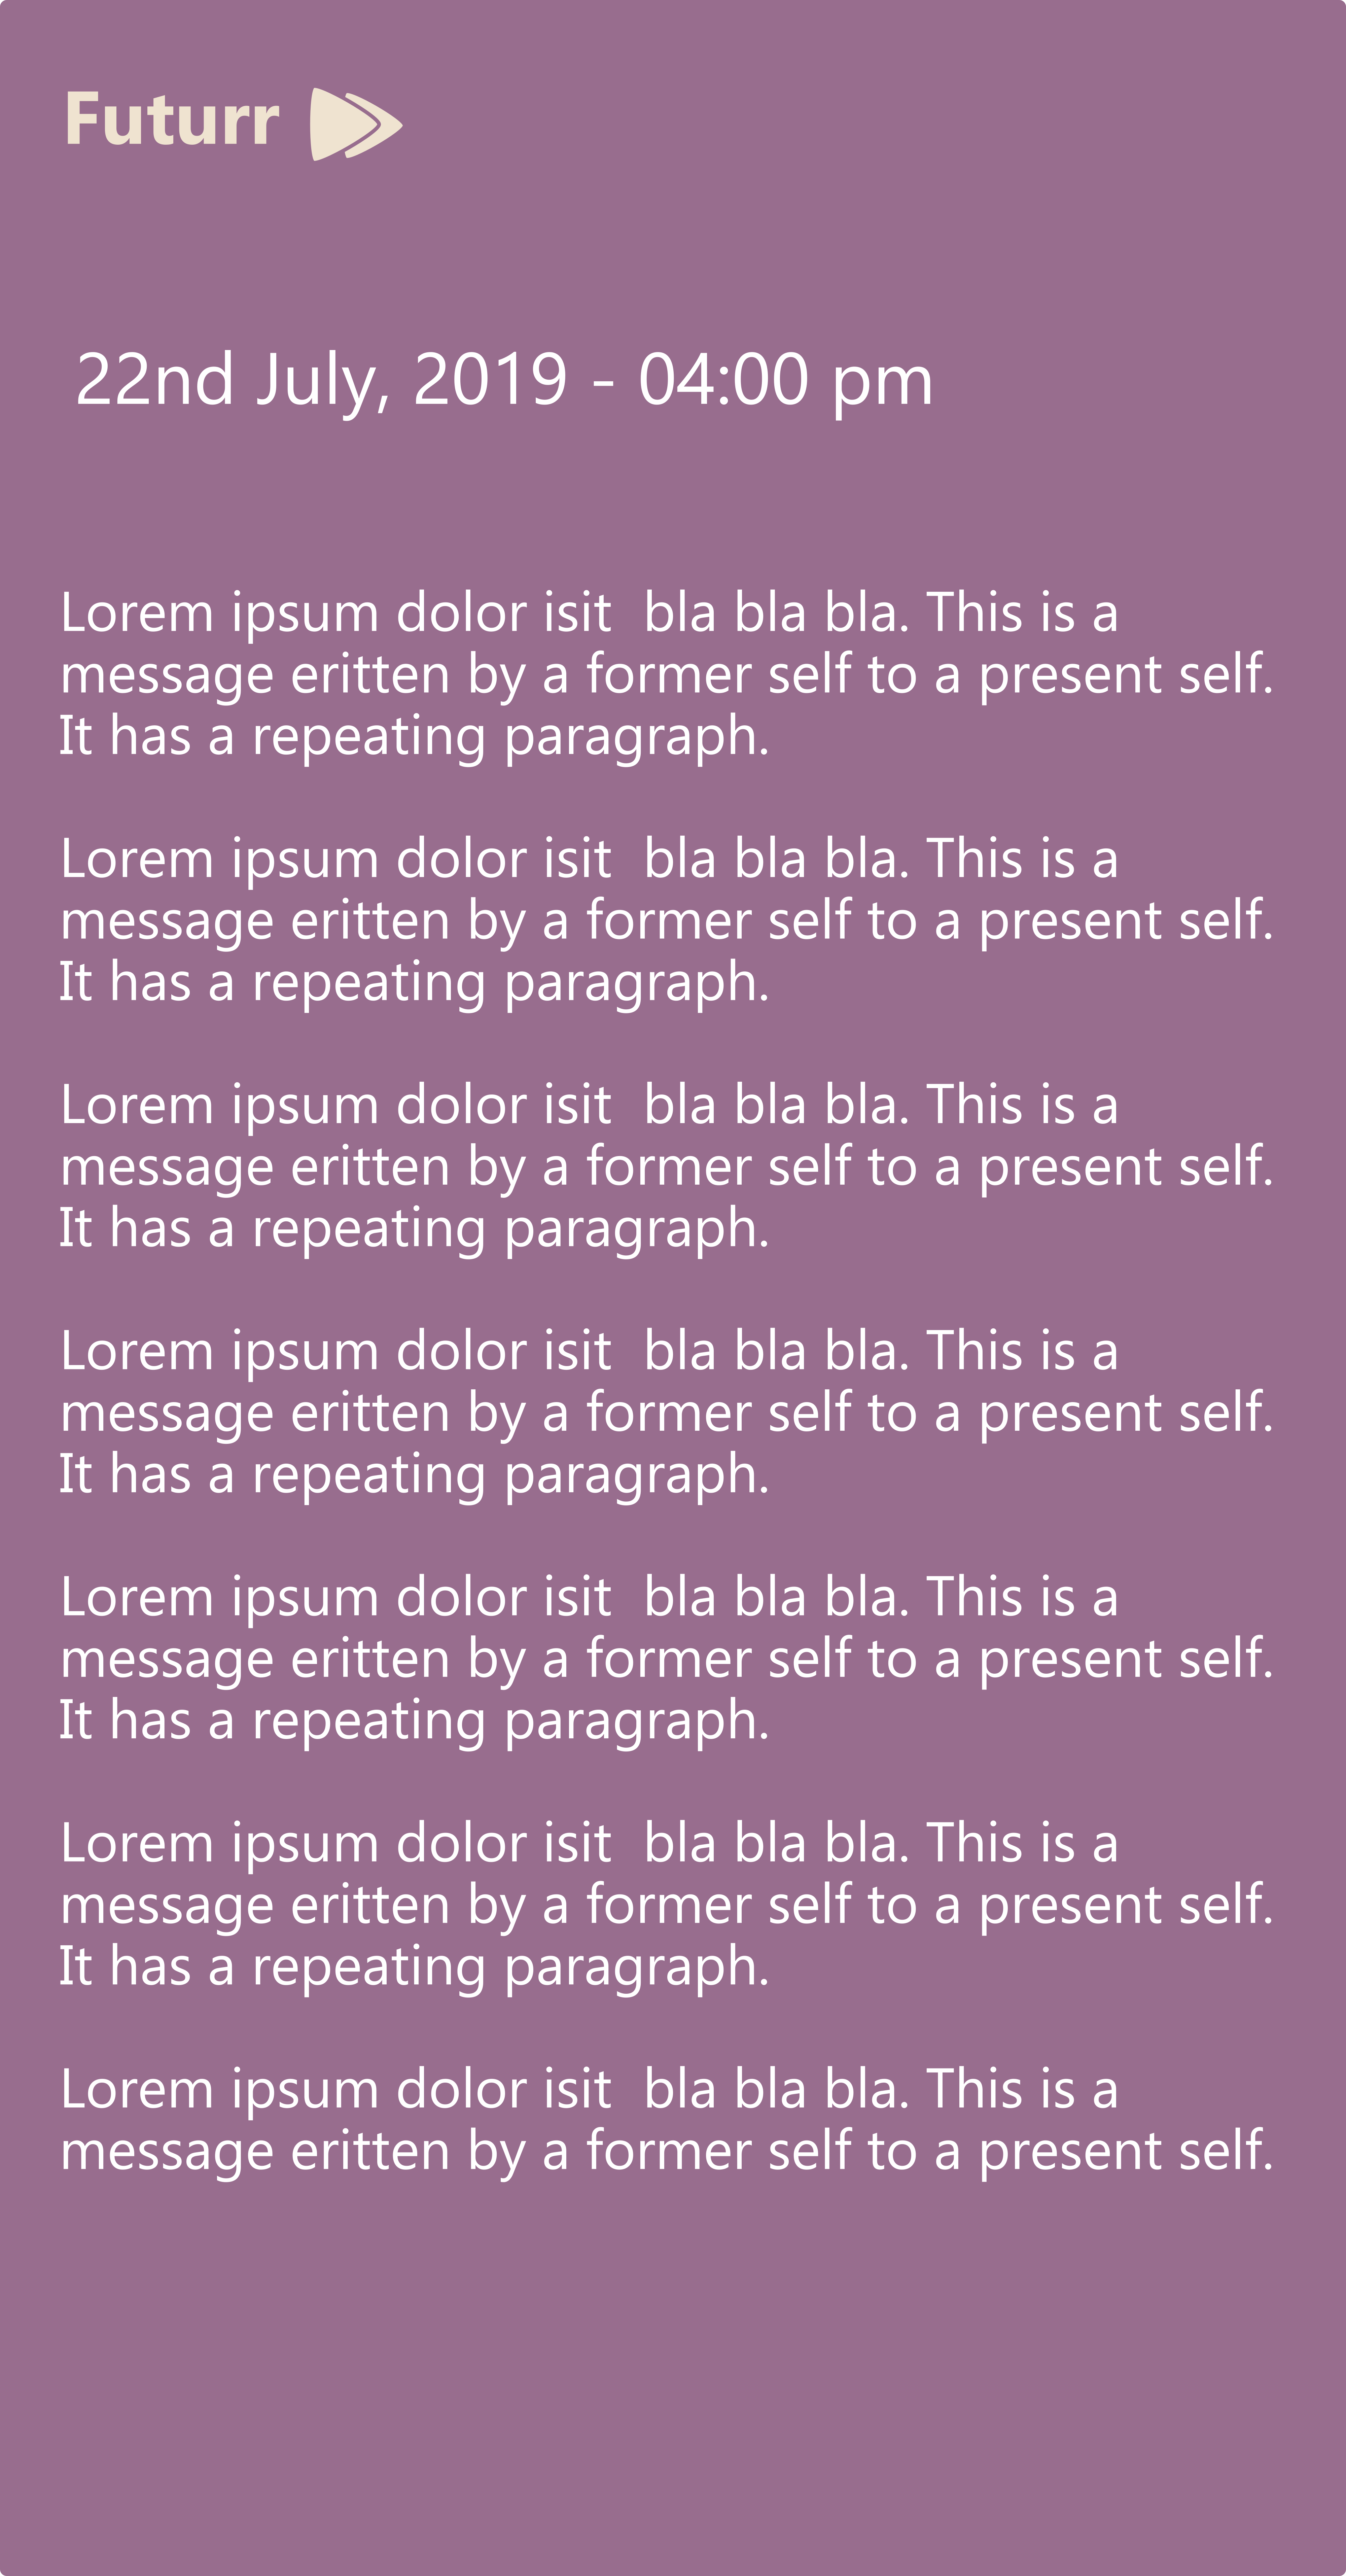 Futurr
22nd July, 2019 - 04:00 pm
Lorem ipsum dolor isit  bla bla bla. This is a
message eritten by a former self to a present self.
It has a repeating paragraph.
Lorem ipsum dolor isit  bla bla bla. This is a
message eritten by a former self to a present self.
It has a repeating paragraph.
Lorem ipsum dolor isit  bla bla bla. This is a
message eritten by a former self to a present self.
It has a repeating paragraph.
Lorem ipsum dolor isit  bla bla bla. This is a
message eritten by a former self to a present self.
It has a repeating paragraph.
Lorem ipsum dolor isit  bla bla bla. This is a
message eritten by a former self to a present self.
It has a repeating paragraph.
Lorem ipsum dolor isit  bla bla bla. This is a
message eritten by a former self to a present self.
It has a repeating paragraph.
Lorem ipsum dolor isit  bla bla bla. This is a
message eritten by a former self to a present self.